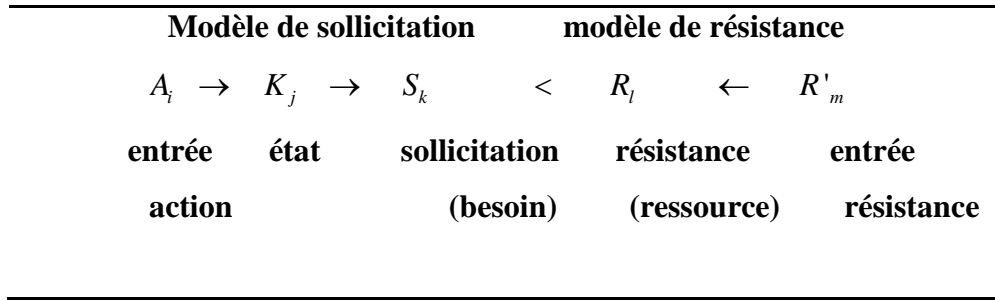 Modèle de sollicitation modèle de résistance
A_i → K_j → S_k < R_l ← R'_m
entrée état sollicitation résistance entrée
action (besoin) (ressource) résistance